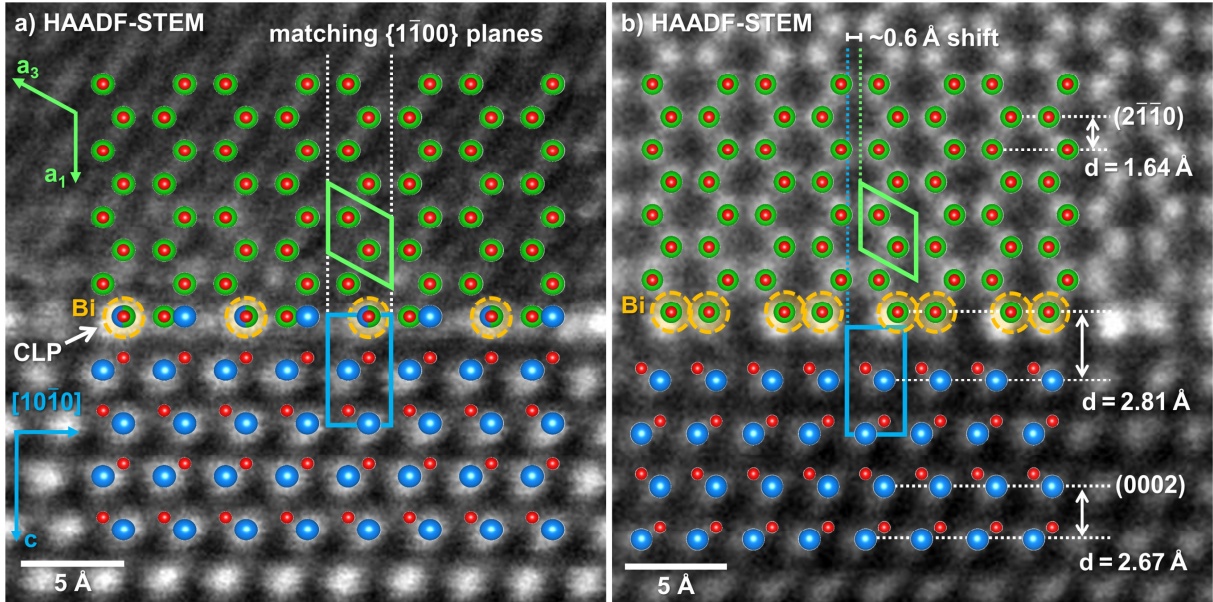 a) HAADF-STEM
matching {11̅00} planes
a₃
a₁
Bi
CLP
[101̅0]
c
5 Å
b) HAADF-STEM
~0.6 Å shift
(21̅1̅0)
d = 1.64 Å
Bi
d = 2.81 Å
(0002)
d = 2.67 Å
5 Å